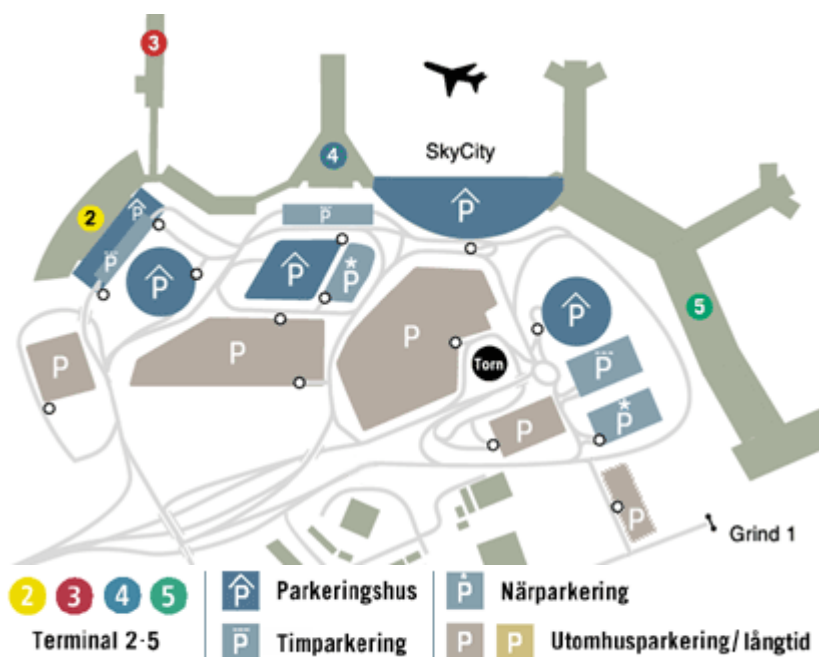 3
4
SkyCity
P
2
P
P
P
P
P
P
5
P
P
P
P
Torn
P
P
P
P
P
Grind 1
2 3 4 5
P Parkeringshus
P Närparkering
Terminal 2-5
P Timparkering
P P Utomhusparkering/långtid